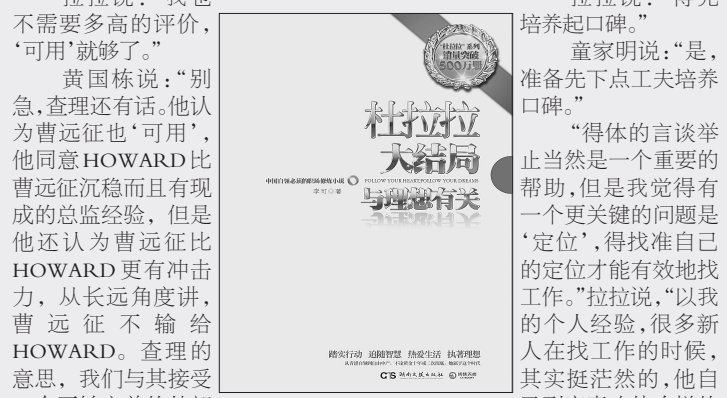 不需要多高的评价，
‘可用’就够了。”
黄国栋说：“别
急，查理还有话。他认
为曹远征也‘可用’，
他同意HOWARD比
曹远征沉稳而且有现
成的总监经验，但是
他还认为曹远征比
HOWARD更有冲击
力，从长远角度讲，
曹远征不输给
HOWARD。查理的
意思，我们与其接受
“杜拉拉”系列
销量突破
500万册
杜拉拉
大结局
中国白领必读的职场修炼小说
FOLLOW YOUR HEART,FOLLOW YOUR DREAMS
李可◎著
与理想有关
踏实行动 追随智慧 热爱生活 执著理想
湖南文艺出版社
培养起口碑。”
童家明说：“是，
准备先下点工夫培养
口碑。”
“得体的言谈举
止当然是一个重要的
帮助，但是我觉得有
一个更关键的问题是
‘定位’，得找准自己
的定位才能有效地找
工作。”拉拉说，“以我
的个人经验，很多新
人在找工作的时候，
其实挺茫然的，他自